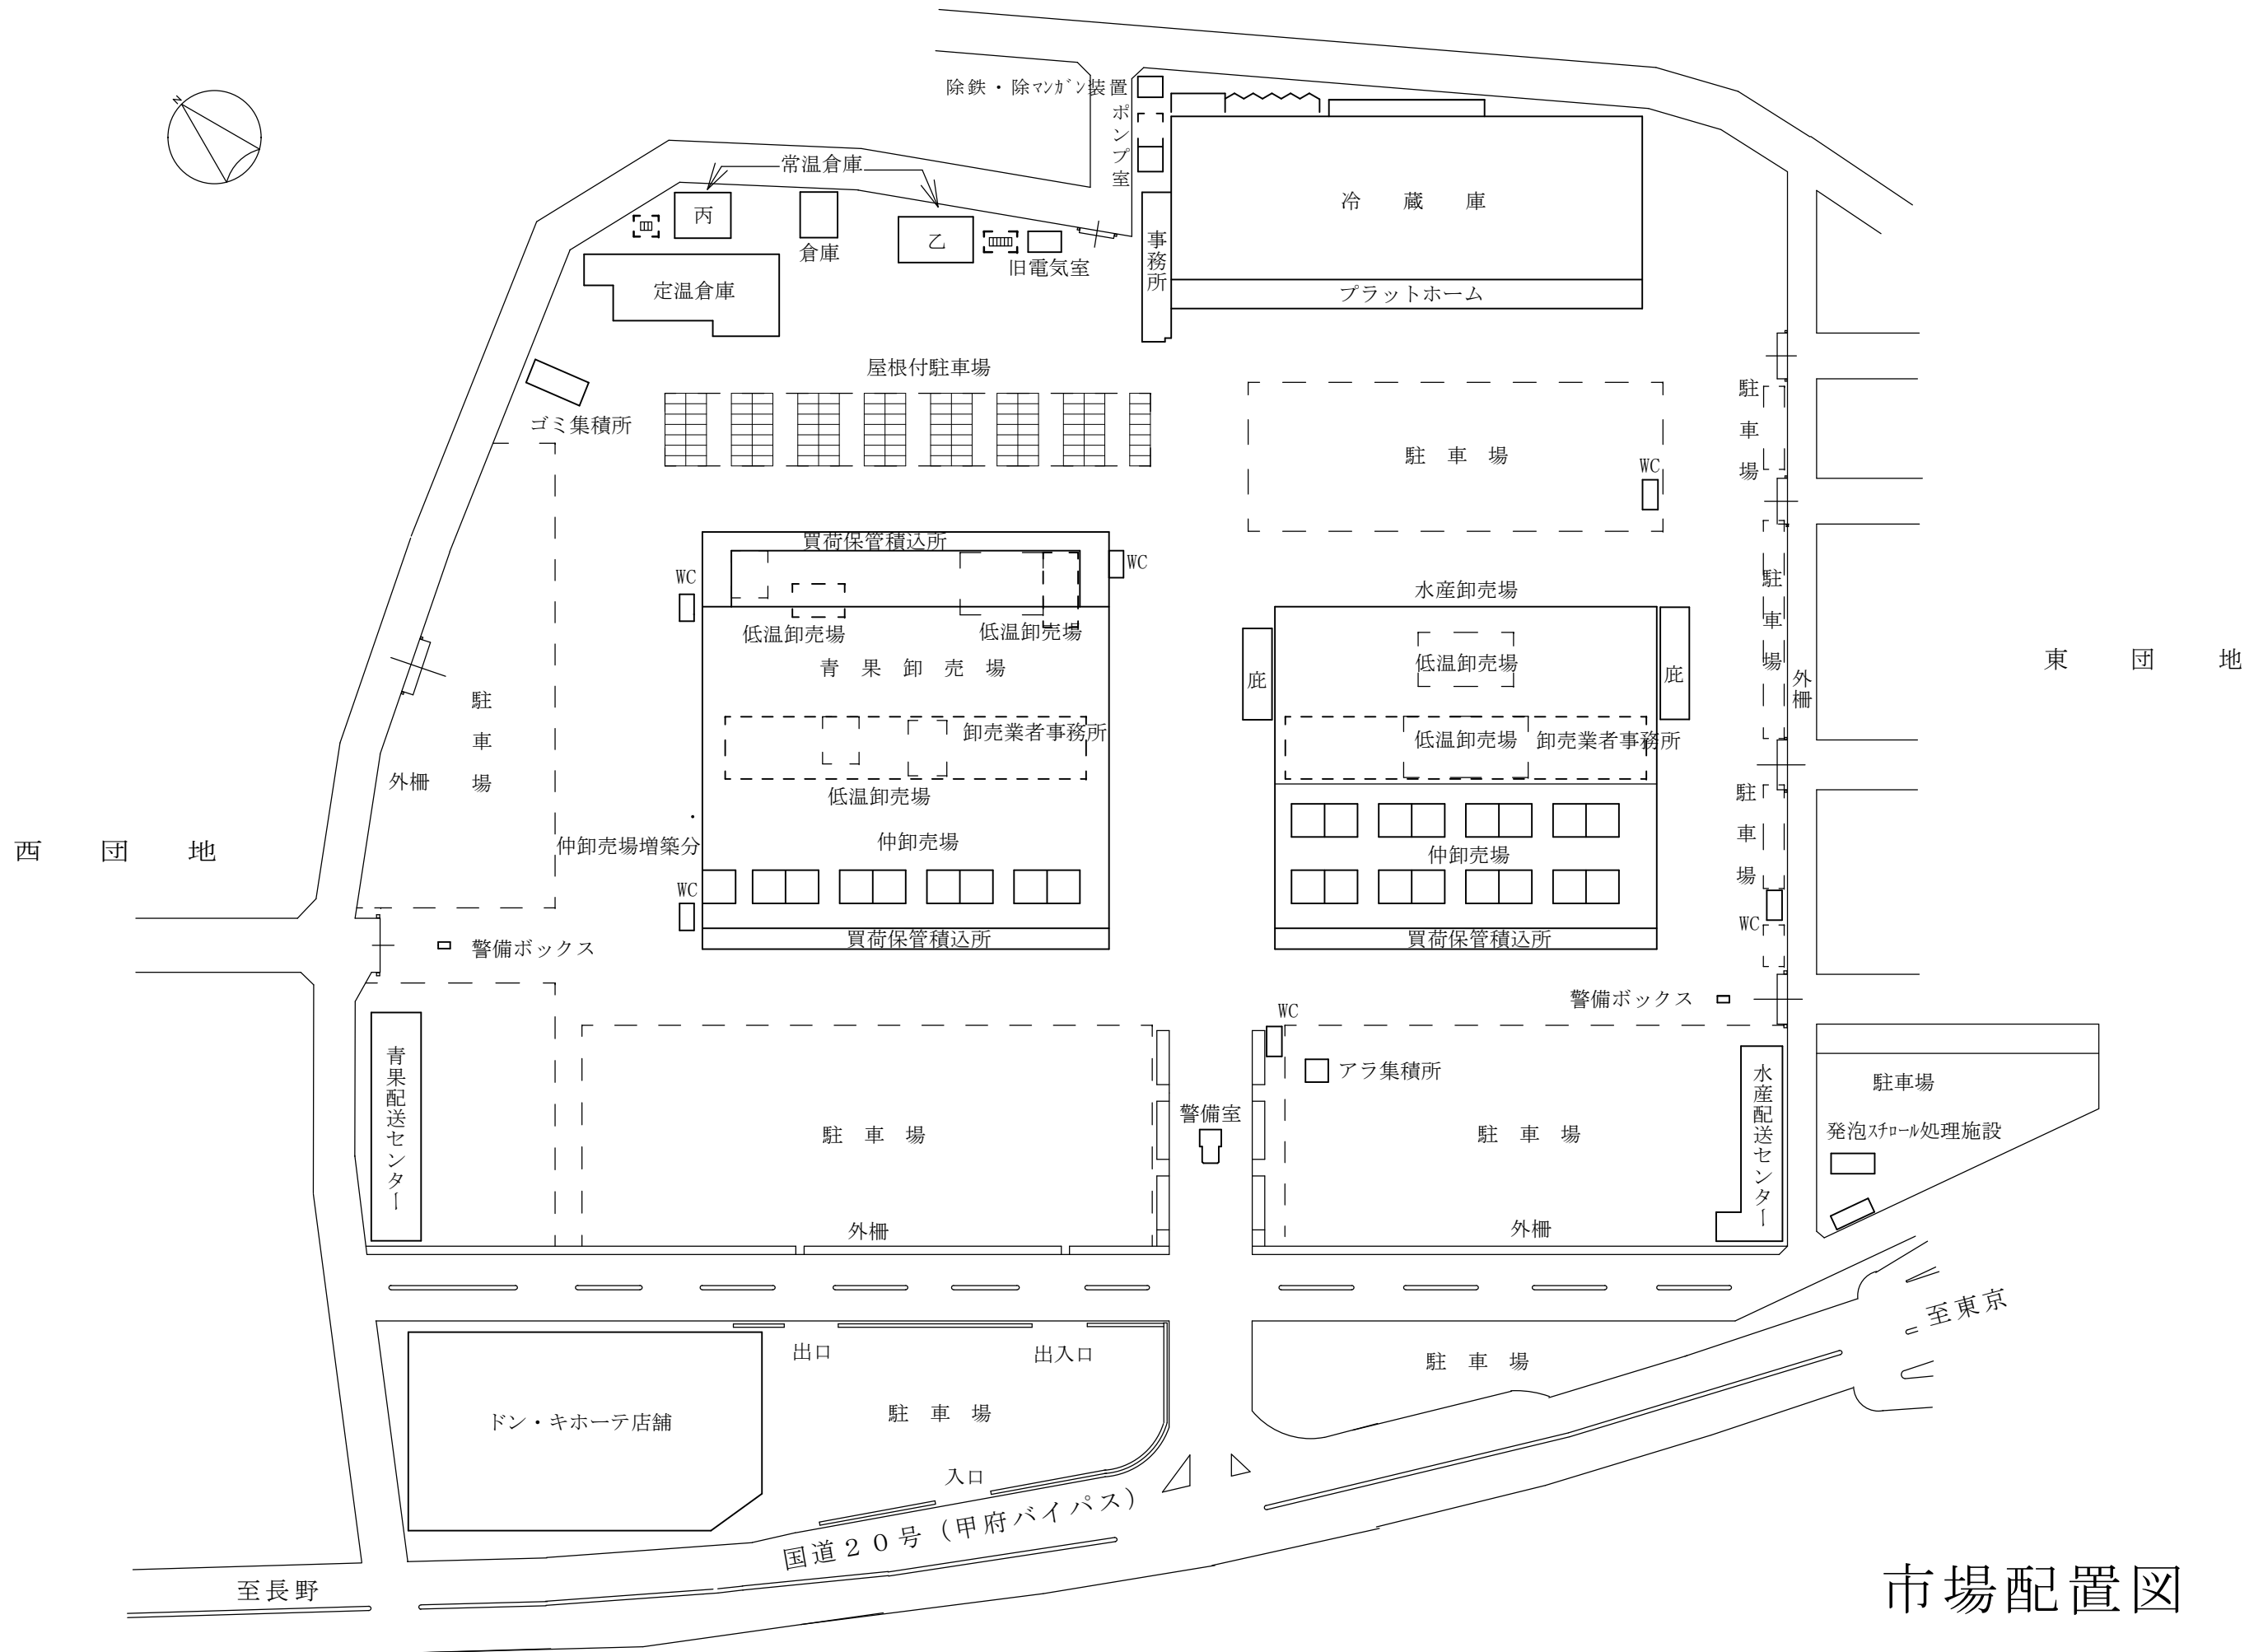 N
除鉄・除マンガン装置
ポンプ室
常温倉庫
丙
倉庫
乙
旧電気室
事務所
冷蔵庫
プラットホーム
定温倉庫
屋根付駐車場
ゴミ集積所
駐車場
駐車場
WC
買荷保管積込所
WC
WC
低温卸売場
低温卸売場
青果卸売場
卸売業者事務所
低温卸売場
仲卸売場
仲卸売場増築分
WC
買荷保管積込所
水産卸売場
低温卸売場
庇
庇
低温卸売場
卸売業者事務所
仲卸売場
買荷保管積込所
駐車場
外柵
駐車場
WC
東団地
駐車場
外柵
西団地
警備ボックス
警備ボックス
WC
アラ集積所
警備室
青果配送センター
駐車場
外柵
駐車場
外柵
水産配送センター
駐車場
発泡スチロール処理施設
至東京
出口
出入口
駐車場
駐車場
ドン・キホーテ店舗
入口
国道20号(甲府バイパス)
至長野
市場配置図